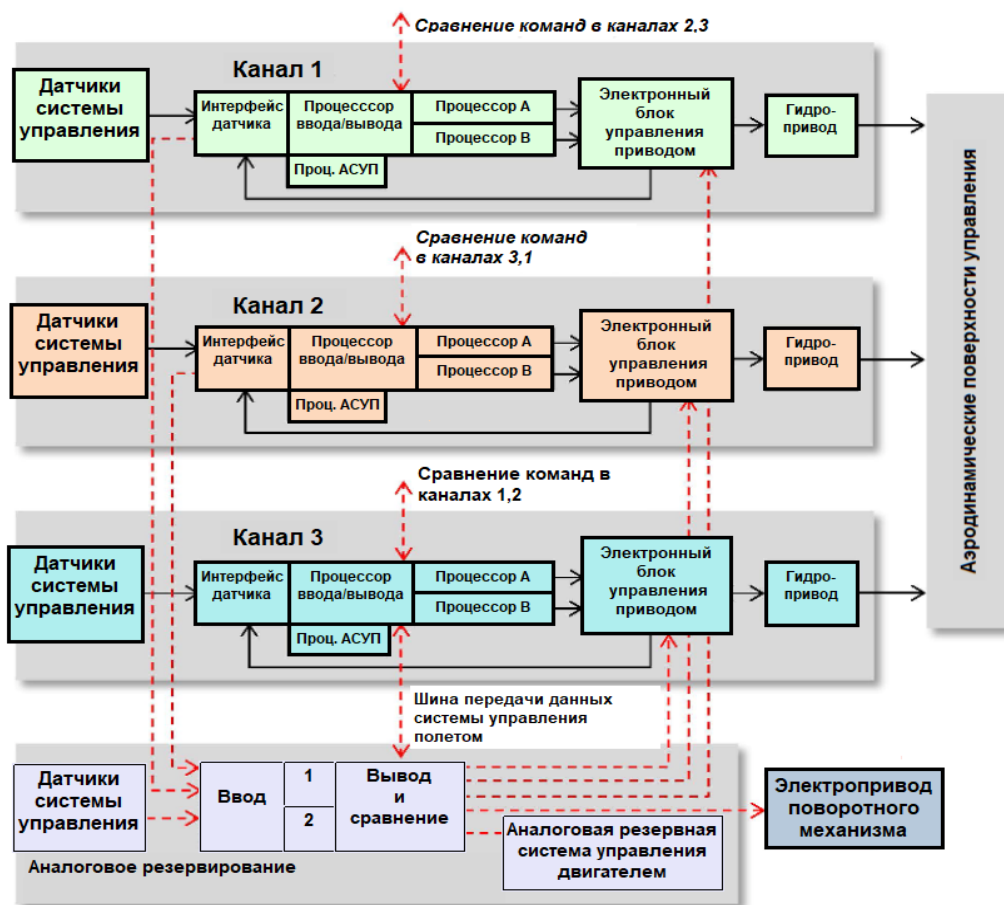 Сравнение команд в каналах 2,3
Канал 1
Датчики
системы
управления
Интерфейс
датчика
Процесссор
ввода/вывода
Процессор А
Процессор В
Проц. АСУП
Электронный
блок
управления
приводом
Гидро-
привод
Сравнение команд
в каналах 3,1
Канал 2
Датчики
системы
управления
Интерфейс
датчика
Процессор
ввода/вывода
Процессор А
Процессор В
Проц. АСУП
Электронный
блок
управления
приводом
Гидро-
привод
Сравнение команд в
каналах 1,2
Канал 3
Датчики
системы
управления
Интерфейс
датчика
Процессор
ввода/вывода
Процессор А
Процессор В
Проц. АСУП
Электронный
блок
управления
приводом
Гидро-
привод
Аэродинамические поверхности управления
Шина передачи данных
системы управления
полетом
Датчики
системы
управления
Ввод
1
2
Вывод
и
сравнение
Аналоговая резервная
система управления
двигателем
Электропривод
поворотного
механизма
Аналоговое резервирование